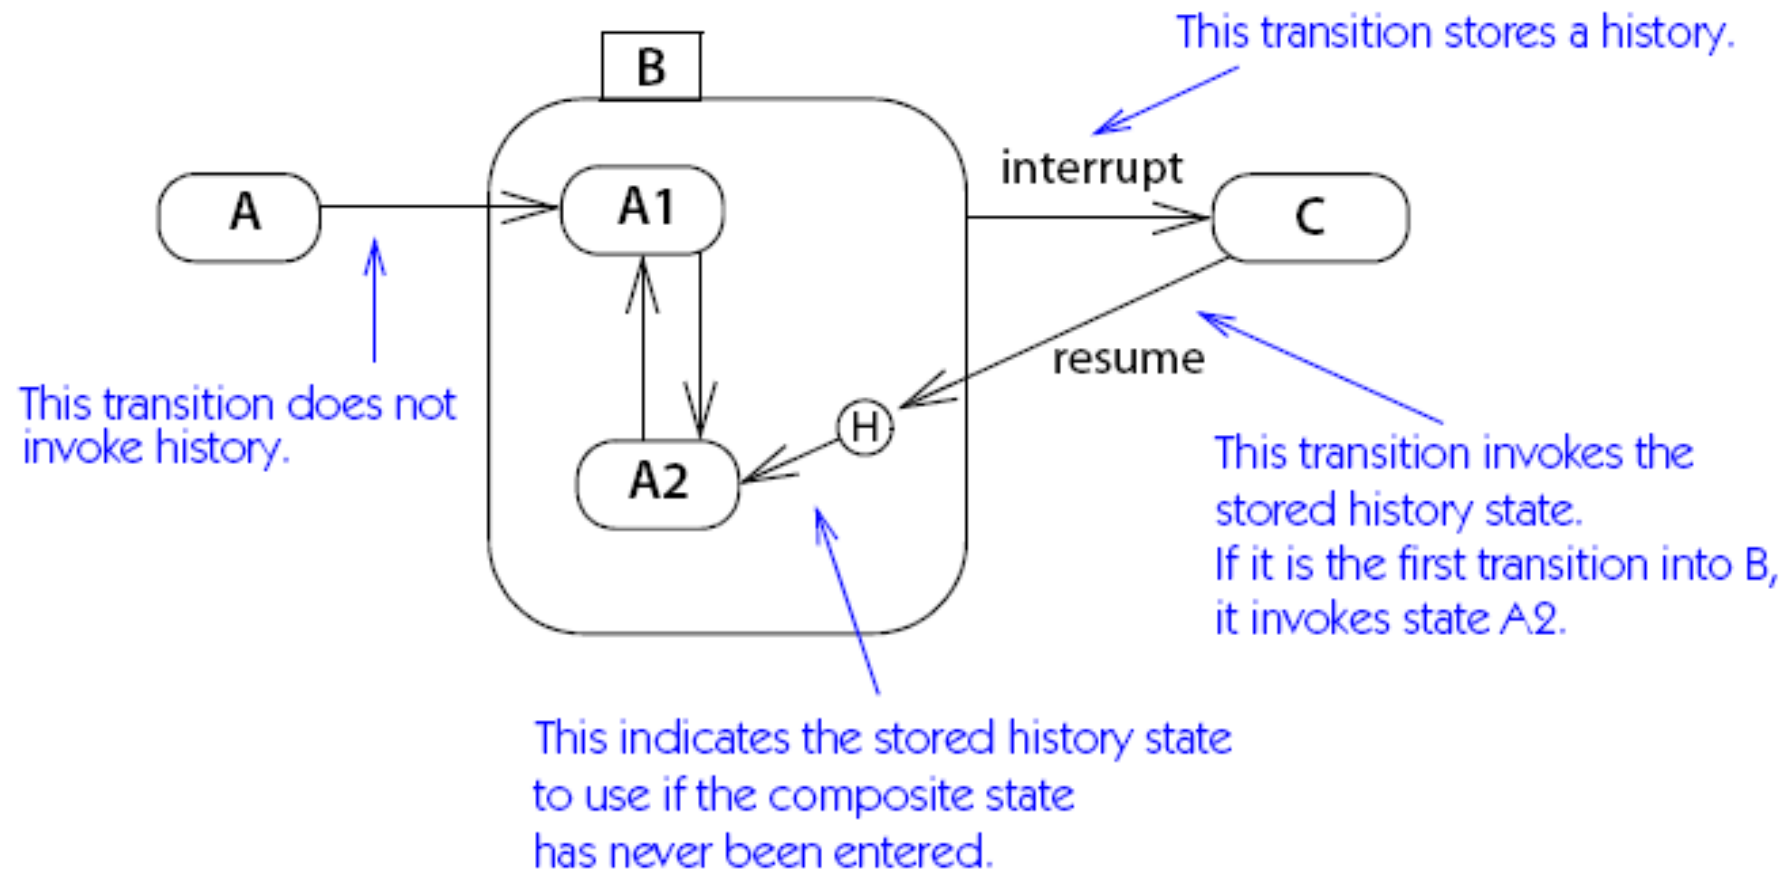 This transition stores a history.
B
interrupt
A
A1
C
resume
This transition does not
invoke history.
H
A2
This transition invokes the
stored history state.
If it is the first transition into B,
it invokes state A2.
This indicates the stored history state
to use if the composite state
has never been entered.